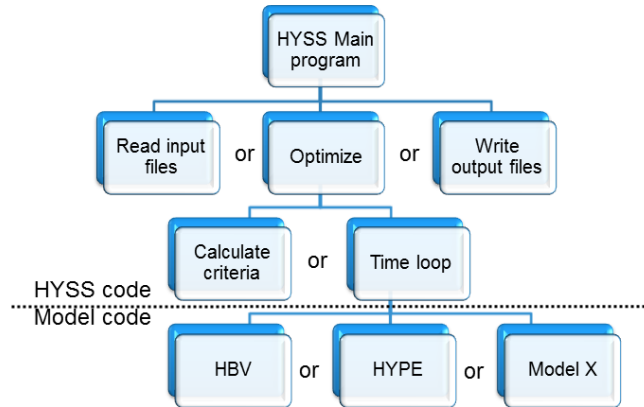 HYSS Main
program
Read input
files
or
Optimize
or
Write
output files
Calculate
criteria
or
Time loop
HYSS code
Model code
HBV
or
HYPE
or
Model X